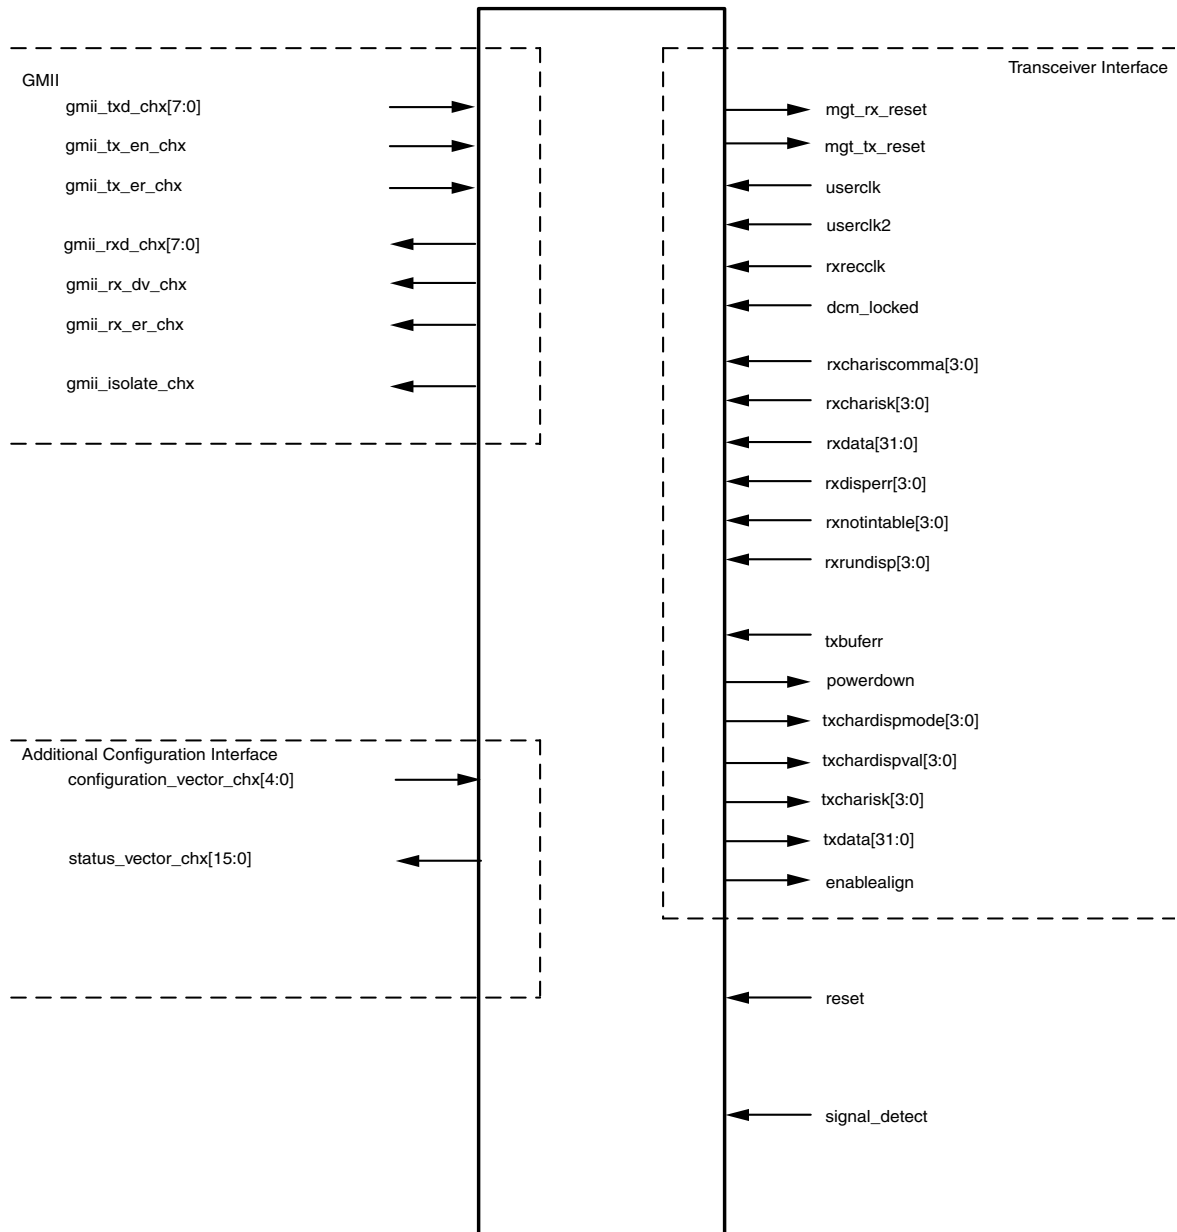 GMII
gmii_txd_chx[7:0]
gmii_tx_en_chx
gmii_tx_er_chx
gmii_rxd_chx[7:0]
gmii_rx_dv_chx
gmii_rx_er_chx
gmii_isolate_chx
Additional Configuration Interface
configuration_vector_chx[4:0]
status_vector_chx[15:0]
Transceiver Interface
mgt_rx_reset
mgt_tx_reset
userclk
userclk2
rxrecclk
dcm_locked
rxchariscomma[3:0]
rxcharisk[3:0]
rxdata[31:0]
rxdisperr[3:0]
rxnotintable[3:0]
rxrundisp[3:0]
txbuferr
powerdown
txchardispmode[3:0]
txchardispval[3:0]
txcharisk[3:0]
txdata[31:0]
enablealign
reset
signal_detect